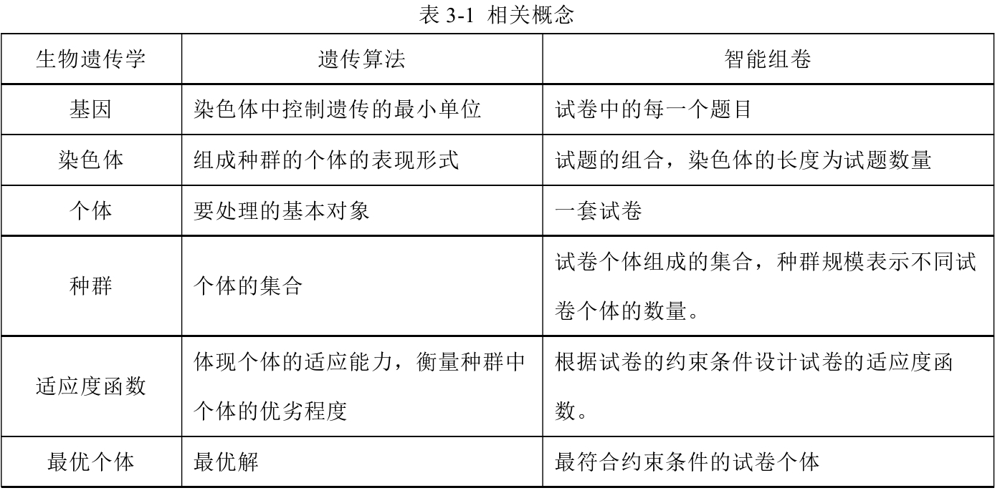 表 3-1 相关概念
生物遗传学 遗传算法 智能组卷
基因 染色体中控制遗传的最小单位 试卷中的每一个题目
染色体 组成种群的个体的表现形式 试题的组合，染色体的长度为试题数量
个体 要处理的基本对象 一套试卷
种群 个体的集合 试卷个体组成的集合，种群规模表示不同试
卷个体的数量。
适应度函数 体现个体的适应能力，衡量种群中
个体的优劣程度
根据试卷的约束条件设计试卷的适应度函
数。
最优个体 最优解 最符合约束条件的试卷个体